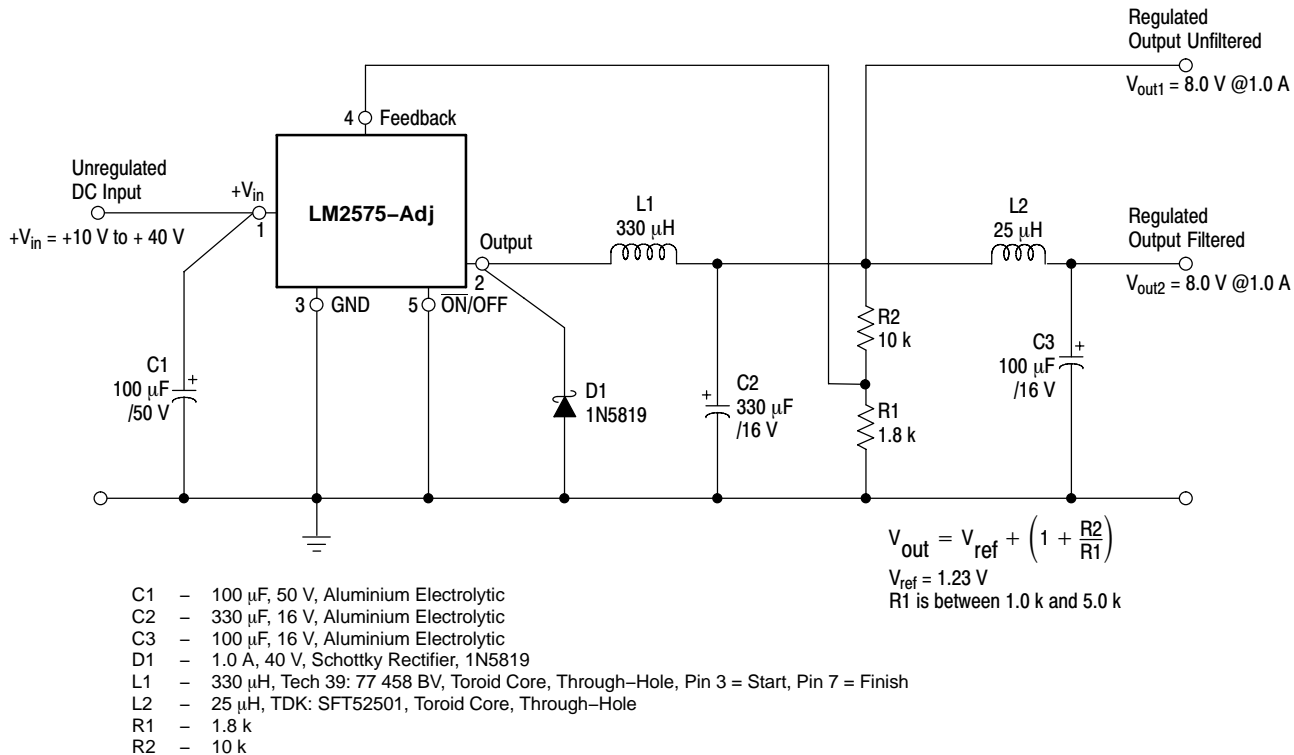 Regulated
Output Unfiltered
Vout1 = 8.0 V @1.0 A
4 Feedback
Unregulated
DC Input
+Vin
1
+Vin = +10 V to + 40 V
LM2575–Adj
Output
2
3 GND
5 ON/OFF
L1
330 μH
L2
25 μH
Regulated
Output Filtered
Vout2 = 8.0 V @1.0 A
C1
100 μF
/50 V
+
D1
1N5819
+
C2
330 μF
/16 V
R2
10 k
R1
1.8 k
C3
100 μF
/16 V
+
Vout = Vref + (1 + R2/R1)
Vref = 1.23 V
R1 is between 1.0 k and 5.0 k
C1 – 100 μF, 50 V, Aluminium Electrolytic
C2 – 330 μF, 16 V, Aluminium Electrolytic
C3 – 100 μF, 16 V, Aluminium Electrolytic
D1 – 1.0 A, 40 V, Schottky Rectifier, 1N5819
L1 – 330 μH, Tech 39: 77 458 BV, Toroid Core, Through–Hole, Pin 3 = Start, Pin 7 = Finish
L2 – 25 μH, TDK: SFT52501, Toroid Core, Through–Hole
R1 – 1.8 k
R2 – 10 k